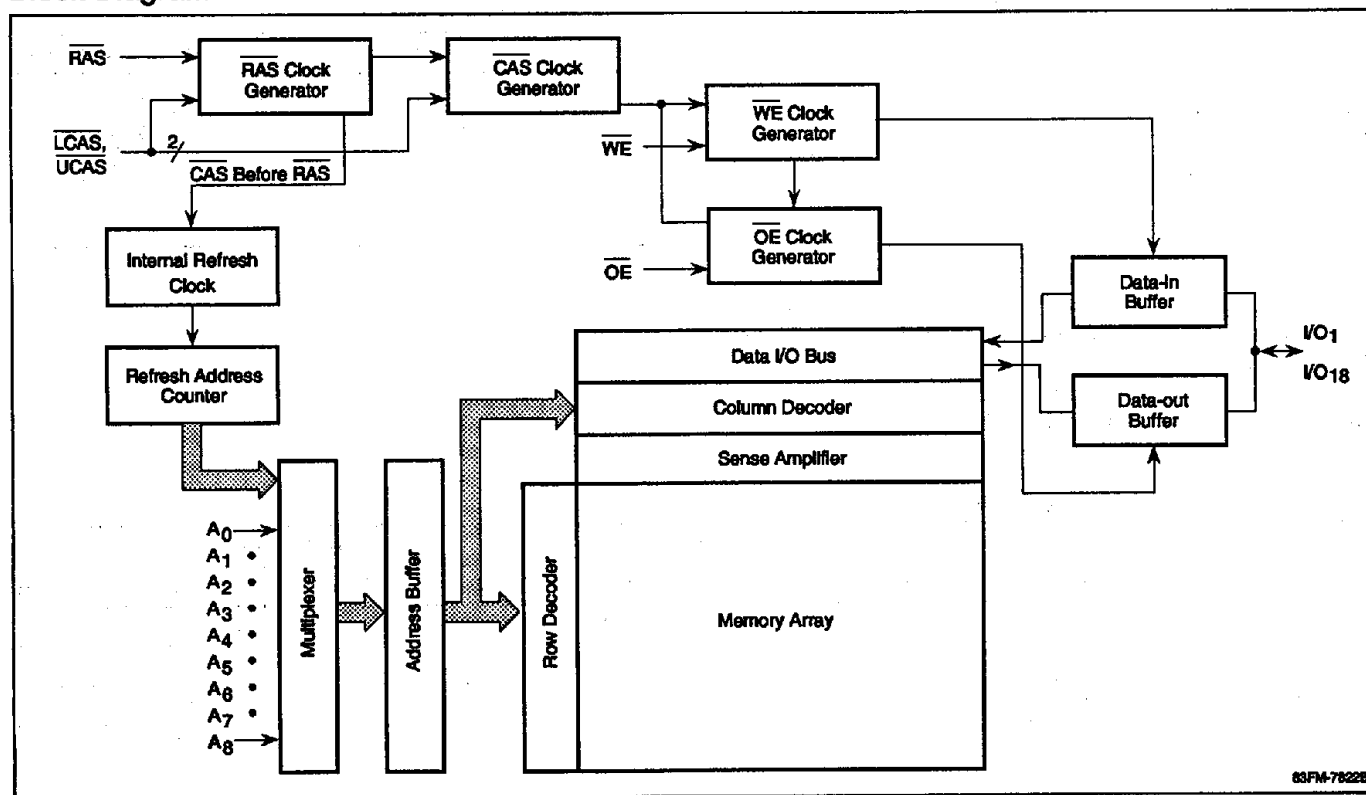 RAS
RAS Clock
Generator
CAS Clock
Generator
WE Clock
Generator
LCAS,
UCAS
2
WE
CAS Before RAS
OE Clock
Generator
OE
Internal Refresh
Clock
Data-In
Buffer
I/O1
I/O18
Data I/O Bus
Refresh Address
Counter
Column Decoder
Data-out
Buffer
Sense Amplifier
A0
A1
A2
A3
A4
A5
A6
A7
A8
Multiplexer
Address Buffer
Row Decoder
Memory Array